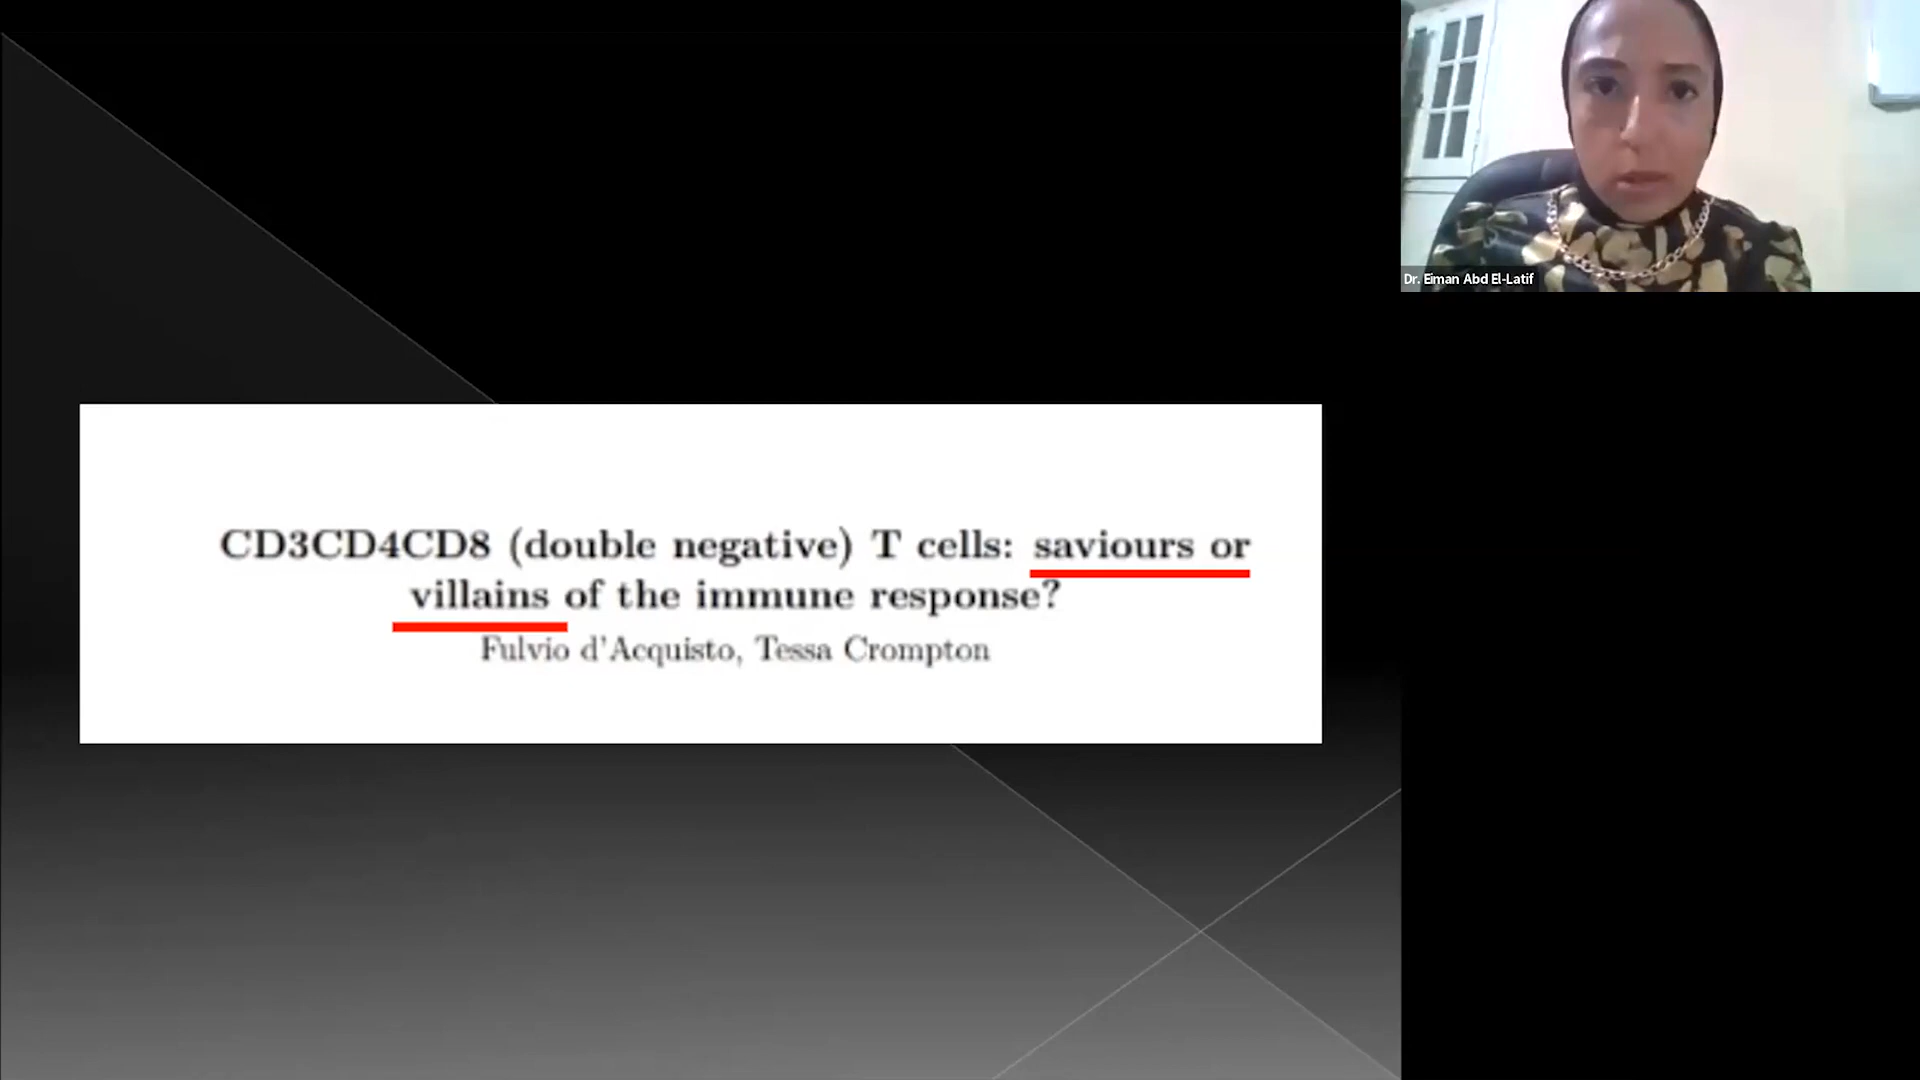 Dr. Eiman Abd El-Latif
CD3CD4CD8 (double negative) T cells: saviours or
villains of the immune response?
Fulvio d'Acquisto, Tessa Crompton